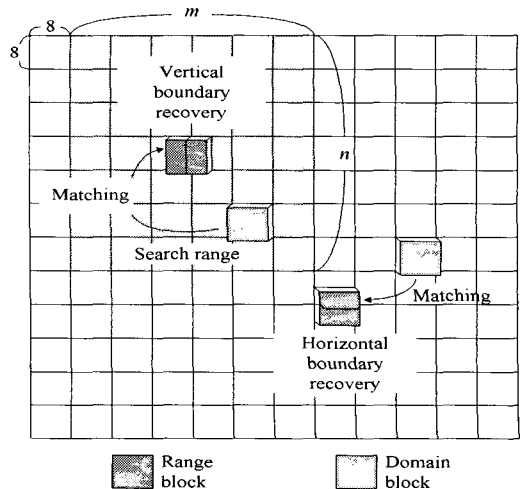 8
m
8
Vertical
boundary
recovery
n
Matching
Search range
Matching
Horizontal
boundary
recovery
Range
block
Domain
block